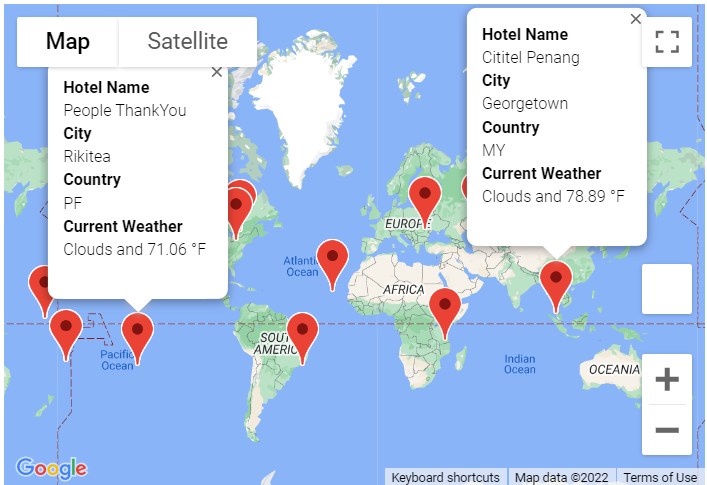 Map
Satellite
Hotel Name
People ThankYou
City
Rikitea
Country
PF
Current Weather
Clouds and 71.06 °F
Hotel Name
Cititel Penang
City
Georgetown
Country
MY
Current Weather
Clouds and 78.89 °F
EUROPE
Atlantic
Ocean
AFRICA
SOUTH
AMERICA
Pacific
Ocean
Indian
Ocean
OCEANIA
Google
Keyboard shortcuts
Map data ©2022
Terms of Use